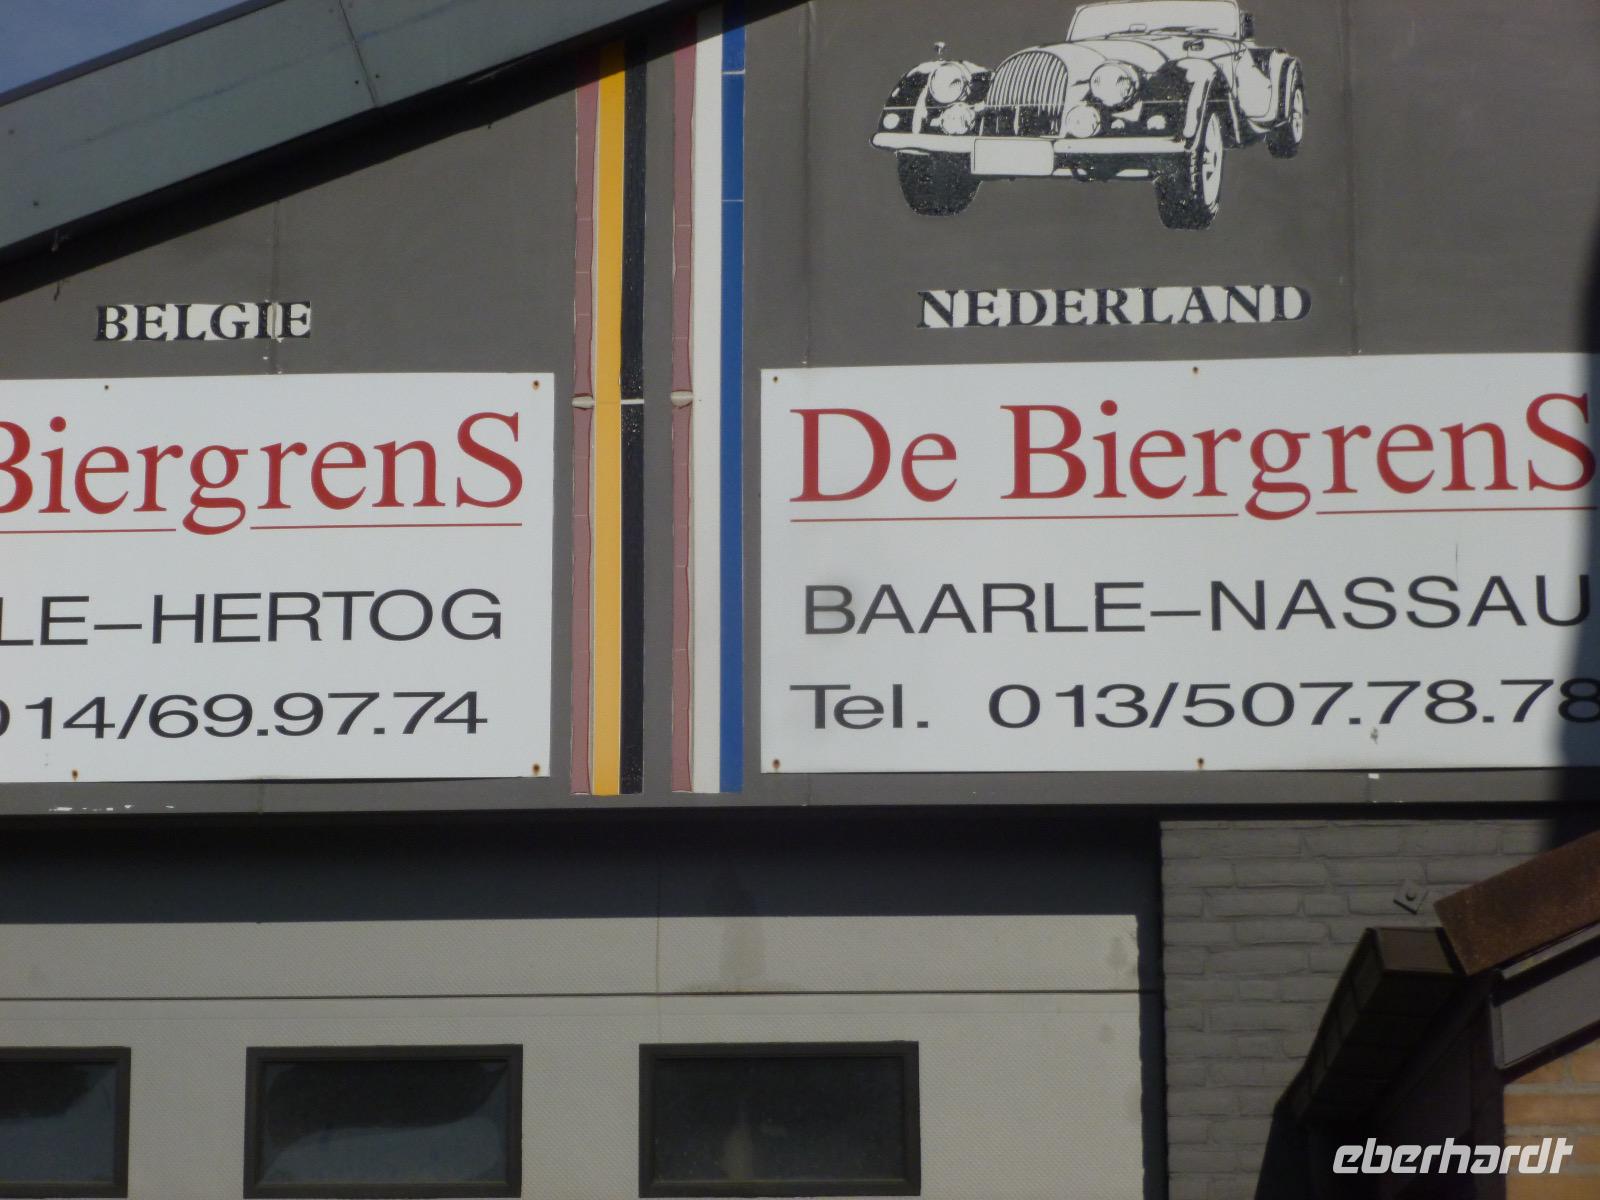 BELGIE
BiergrenS
LE-HERTOG
014/69.97.74
NEDERLAND
De BiergrenS
BAARLE-NASSAU
Tel. 013/507.78.78
eberhardt